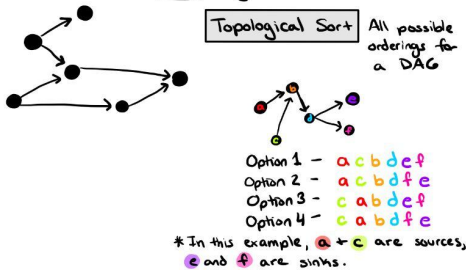 Topological Sort
All possible
orderings for
a DAG
b
a
e
d
f
c
Option 1 - a c b d e f
Option 2 - a c b d f e
Option 3 - c a b d e f
Option 4 - c a b d f e
* In this example, a + c are sources,
e and f are sinks.